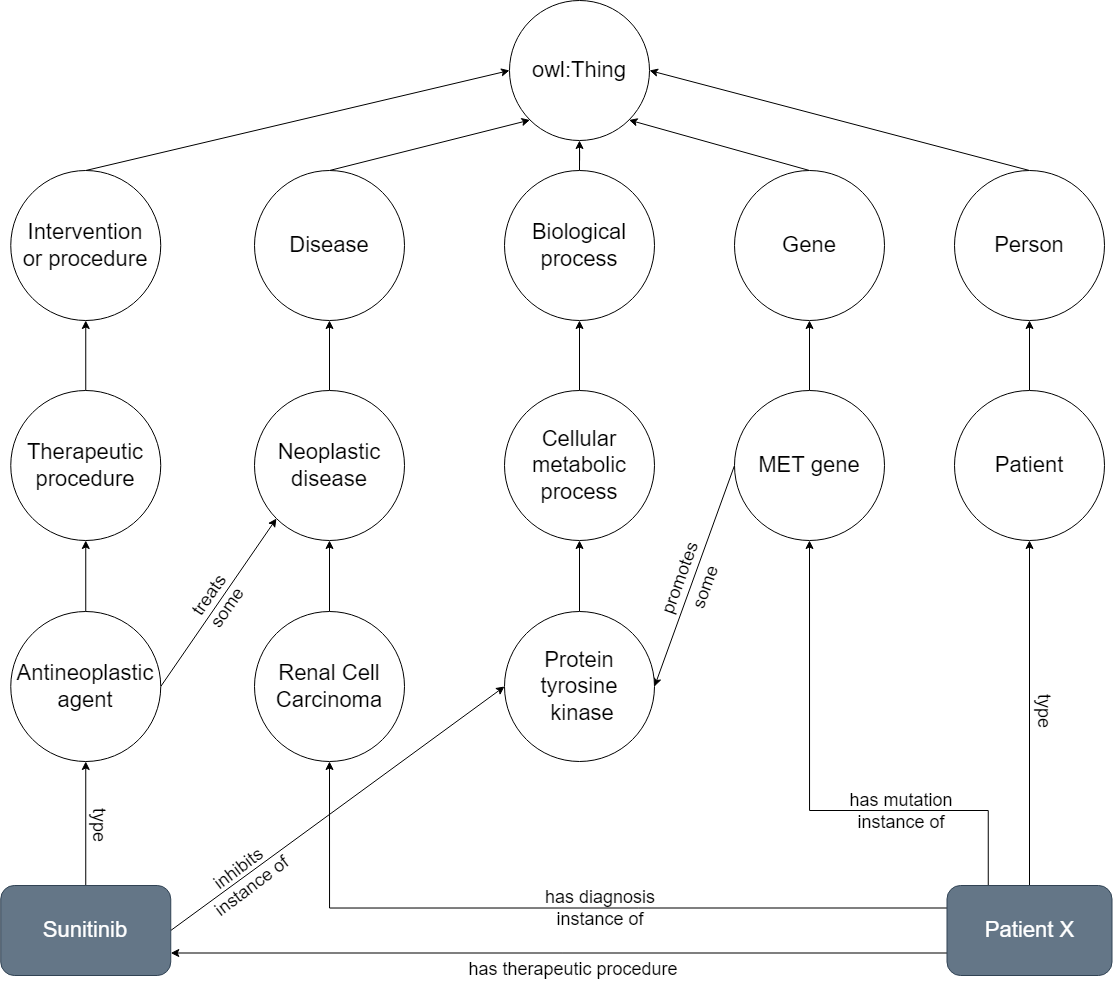 owl:Thing
Intervention
or procedure
Disease
Biological
process
Gene
Person
Therapeutic
procedure
Neoplastic
disease
Cellular
metabolic
process
MET gene
Patient
treats
some
promotes
some
Antineoplastic
agent
Renal Cell
Carcinoma
Protein
tyrosine
kinase
type
type
has mutation
instance of
inhibits
instance of
has diagnosis
instance of
Sunitinib
Patient X
has therapeutic procedure